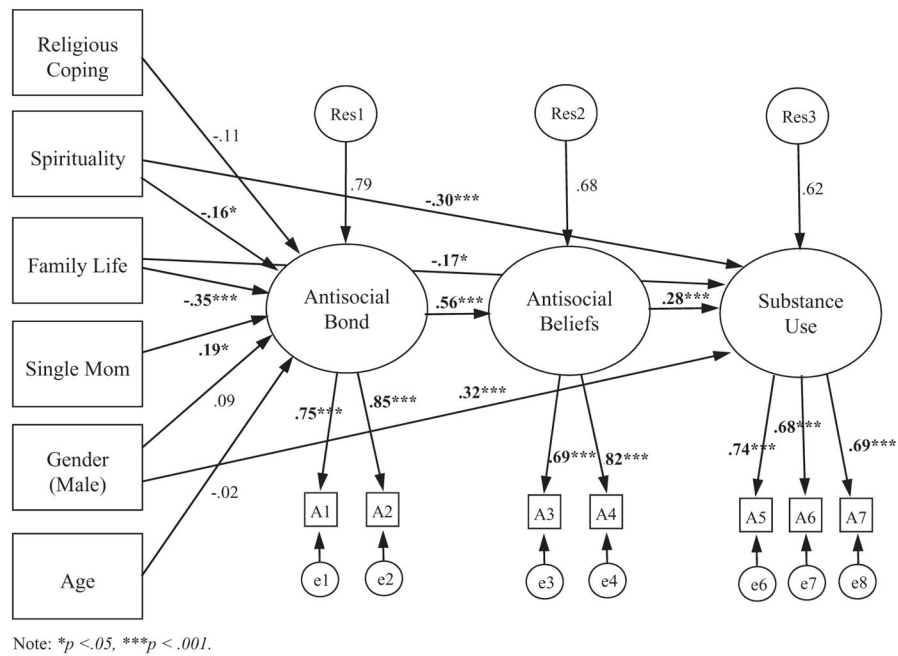 Religious
Coping
Res1
Res2
Res3
-.11
Spirituality
.79
.68
.62
-.30***
-.16*
Family Life
-.17*
-.35***
Antisocial
Bond
.56***
Antisocial
Beliefs
.28***
Substance
Use
Single Mom
.19*
.09
.32***
.75***
.85***
.69***
.82***
.74***
.68***
.69***
Gender
(Male)
-.02
A1
A2
A3
A4
A5
A6
A7
Age
e1
e2
e3
e4
e6
e7
e8
Note: *p <.05, ***p < .001.